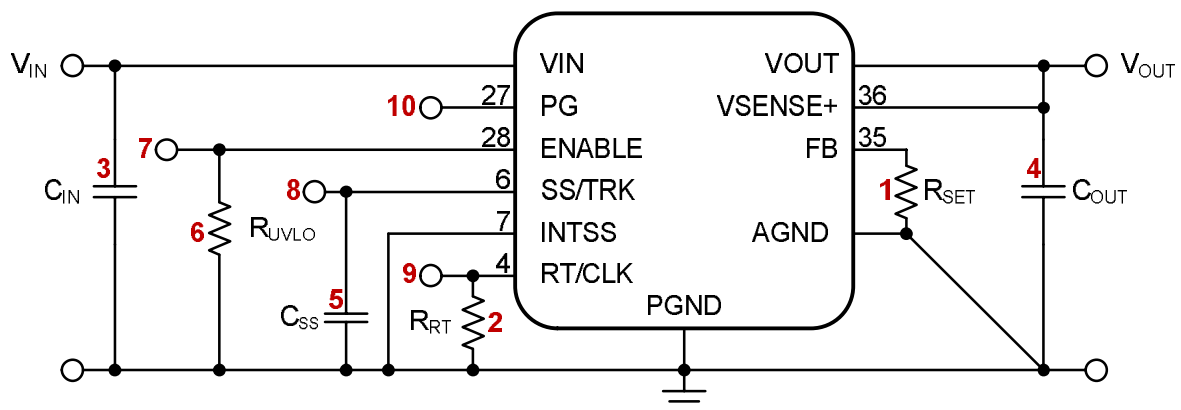 VIN VIN VOUT VOUT
10 27 PG VSENSE+ 36
7 28 ENABLE FB 35
3 CIN 8 6 SS/TRK 1 RSET 4 COUT
6 RUVLO 7 INTSS AGND
9 4 RT/CLK
5 CSS RRT 2 PGND